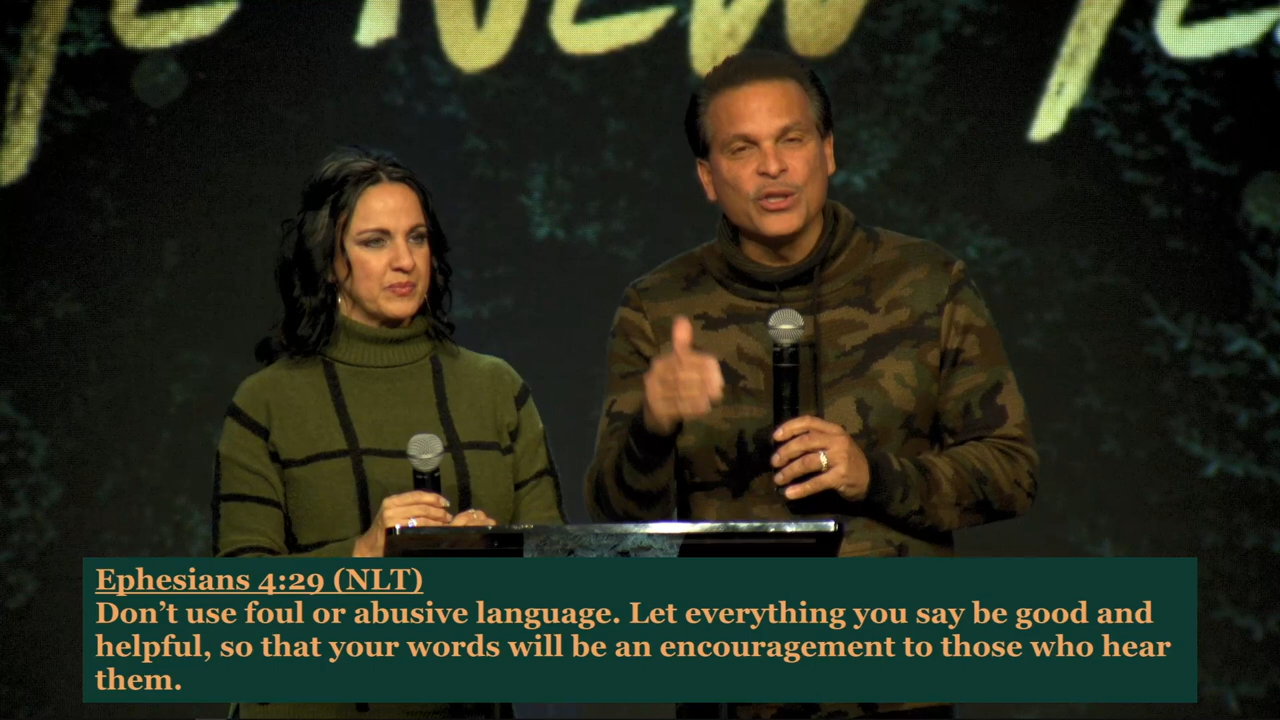 NEW
Ephesians 4:29 (NLT)
Don’t use foul or abusive language. Let everything you say be good and
helpful, so that your words will be an encouragement to those who hear
them.